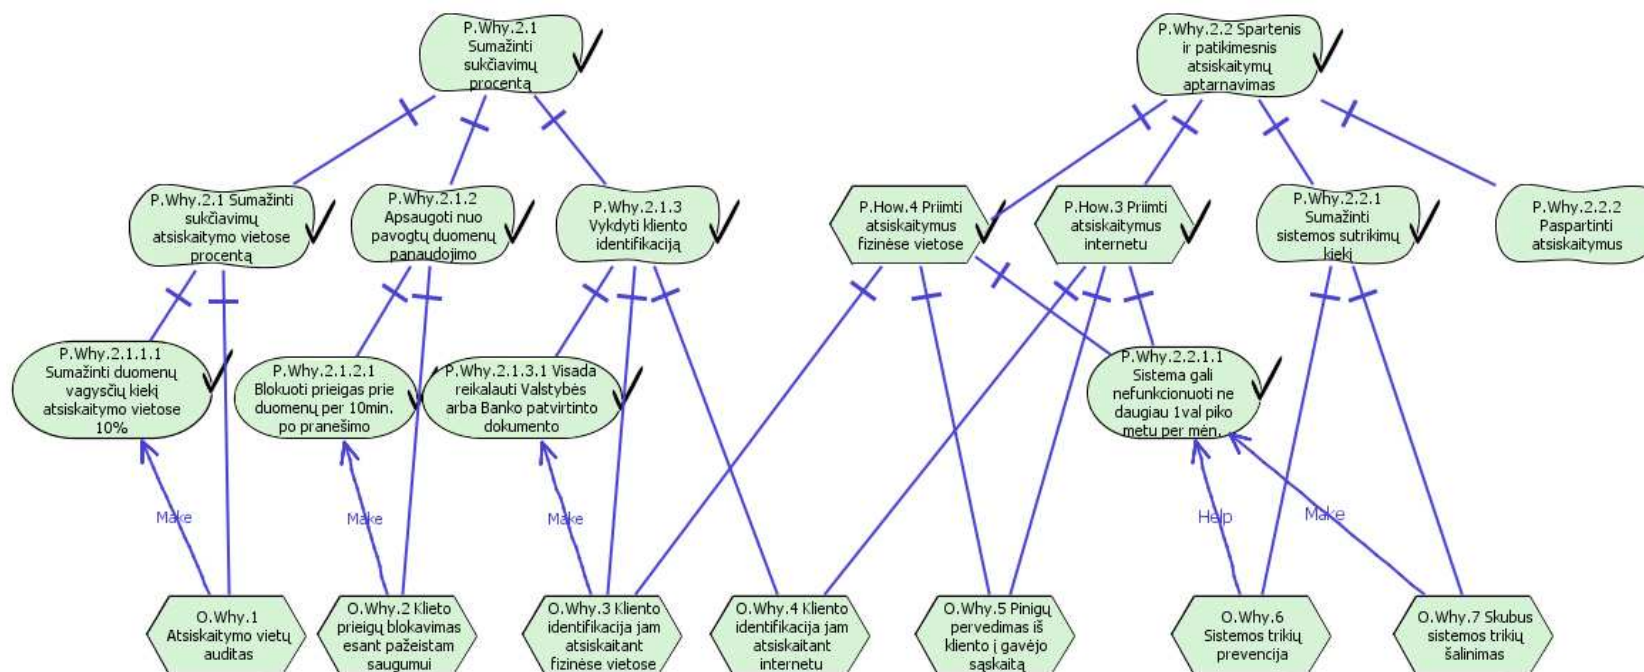 P.Why.2.1
Sumažinti
sukčiavimų
procentą
P.Why.2.2 Spartenis
ir patikimesnis
atsiskaitymų
aptarnavimas
P.Why.2.1 Sumažinti
sukčiavimų
atsiskaitymo vietose
procentą
P.Why.2.1.2
Apsaugoti nuo
pavogtų duomenų
panaudojimo
P.Why.2.1.3
Vykdyti kliento
identifikaciją
P.How.4 Priimti
atsiskaitymus
fizinėse vietose
P.How.3 Priimti
atsiskaitymus
internetu
P.Why.2.2.1
Sumažinti
sistemos sutrikimų
kiekį
P.Why.2.2.2
Paspartinti
atsiskaitymus
P.Why.2.1.1.1
Sumažinti duomenų
vagysčių kiekį
atsiskaitymo vietose
10%
P.Why.2.1.2.1
Blokuoti prieigas prie
duomenų per 10min.
po pranešimo
P.Why.2.1.3.1 Visada
reikalauti Valstybės
arba Banko patvirtinto
dokumento
P.Why.2.2.1.1
Sistema gali
nefunkcionuoti ne
daugiau 1val piko
metu per mėn.
Make
Make
Make
Help
Make
O.Why.1
Atsiskaitymo vietų
auditas
O.Why.2 Klieto
prieigų blokavimas
esant pažeistam
saugumui
O.Why.3 Kliento
identifikacija jam
atsiskaitant
fizinėse vietose
O.Why.4 Kliento
identifikacija jam
atsiskaitant
internetu
O.Why.5 Pinigų
pervedimas iš
kliento į gavėjo
sąskaitą
O.Why.6
Sistemos trikių
prevencija
O.Why.7 Skubus
sistemos trikių
šalinimas